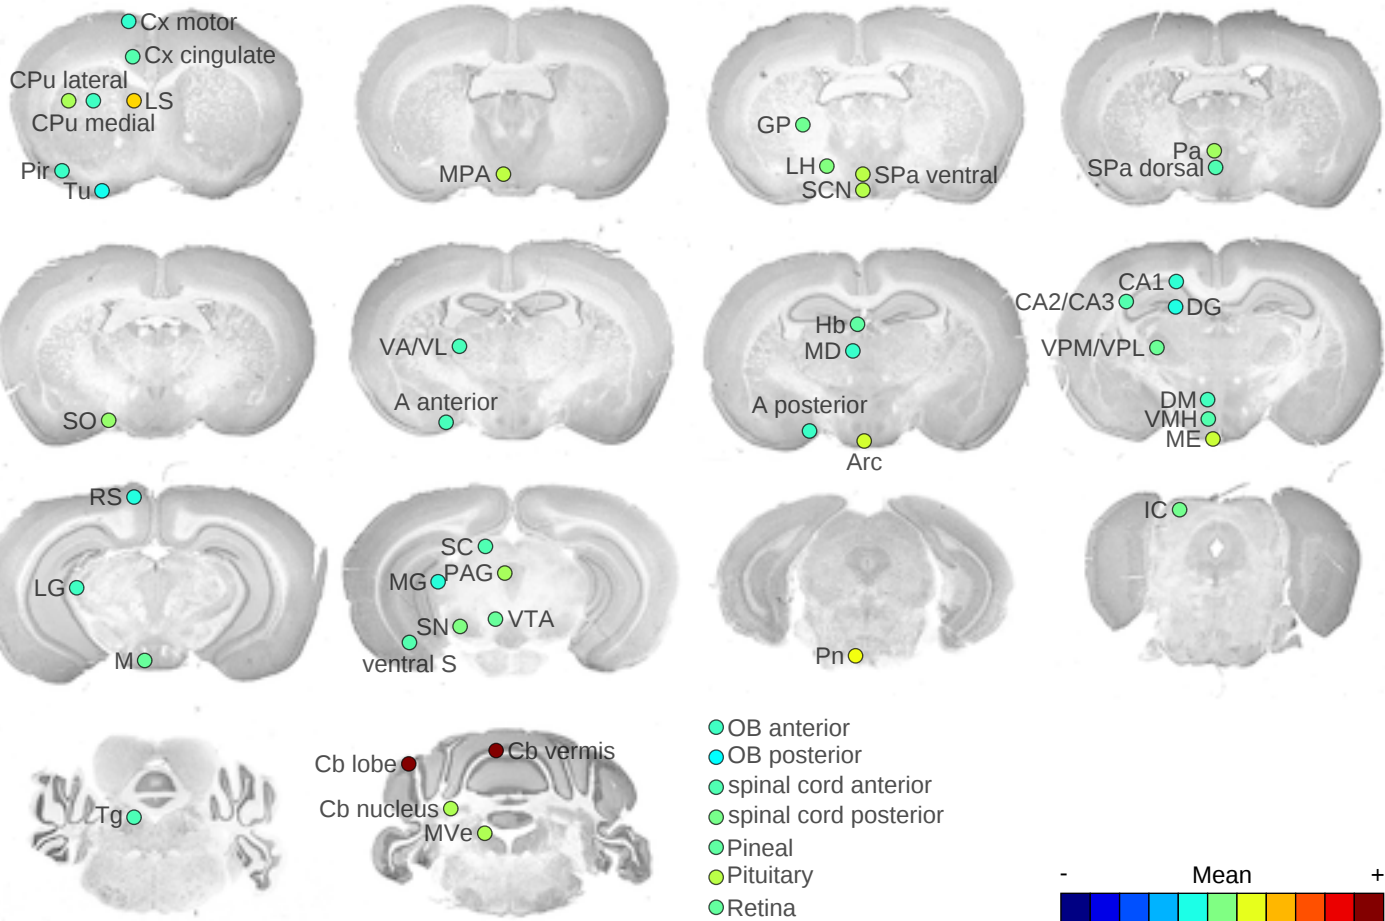 Cx motor
Cx cingulate
CPu lateral
LS
CPu medial
Pir
Tu
MPA
GP
LH
SPa ventral
SCN
Pa
SPa dorsal
SO
VA/VL
A anterior
Hb
MD
A posterior
Arc
CA1
CA2/CA3
DG
VPM/VPL
DM
VMH
ME
RS
LG
M
SC
MG
PAG
SN
VTA
ventral S
Pn
IC
Tg
Cb lobe
Cb vermis
Cb nucleus
MVe
OB anterior
OB posterior
spinal cord anterior
spinal cord posterior
Pineal
Pituitary
Retina
- Mean +